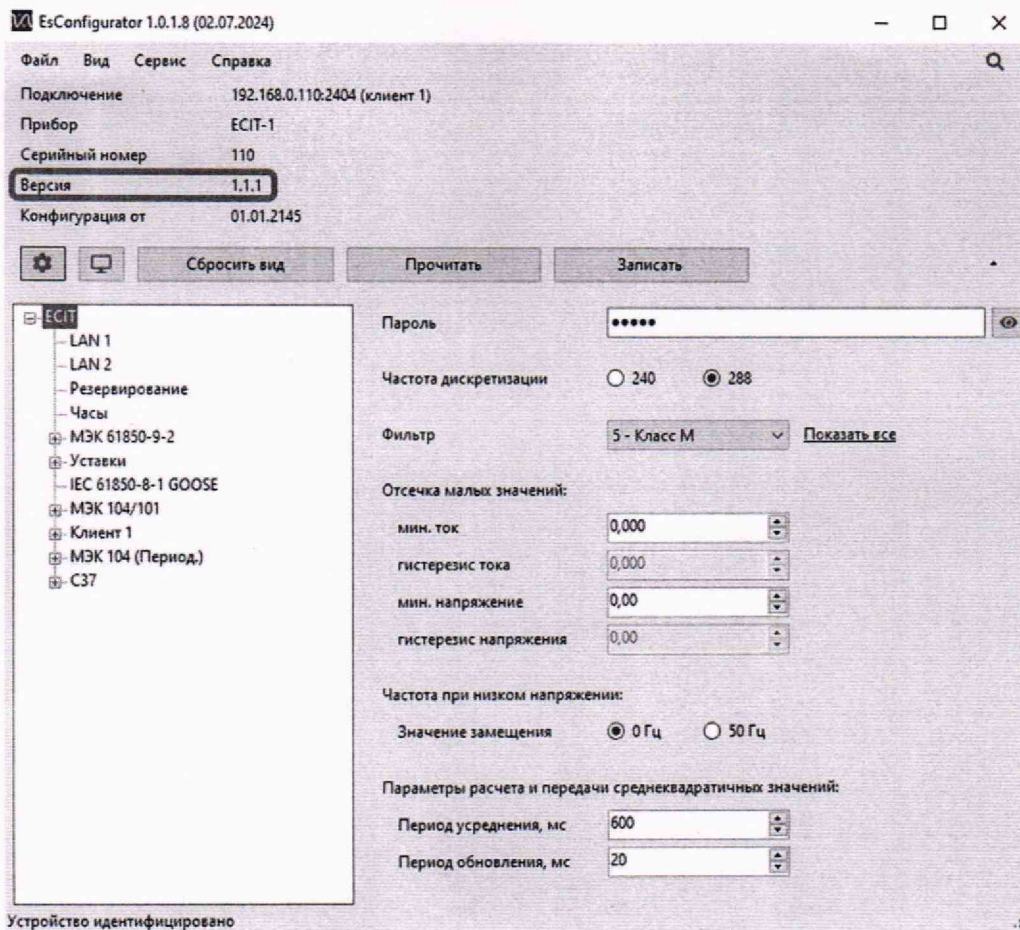 EsConfigurator 1.0.1.8 (02.07.2024)
Файл Вид Сервис Справка
Подключение 192.168.0.110:2404 (клиент 1)
Прибор ECIT-1
Серийный номер 110
Версия 1.1.1
Конфигурация от 01.01.2145
Сбросить вид Прочитать Записать
ECIT
LAN 1
LAN 2
Резервирование
Часы
МЭК 61850-9-2
Уставки
IEC 61850-8-1 GOOSE
МЭК 104/101
Клиент 1
МЭК 104 (Период.)
C37
Пароль •••••
Частота дискретизации 240 288
Фильтр 5 - Класс М Показать все
Отсечка малых значений:
мин. ток 0,000
гистерезис тока 0,000
мин. напряжение 0,00
гистерезис напряжения 0,00
Частота при низком напряжении:
Значение замещения 0 Гц 50 Гц
Параметры расчета и передачи среднеквадратичных значений:
Период усреднения, мс 600
Период обновления, мс 20
Устройство идентифицировано